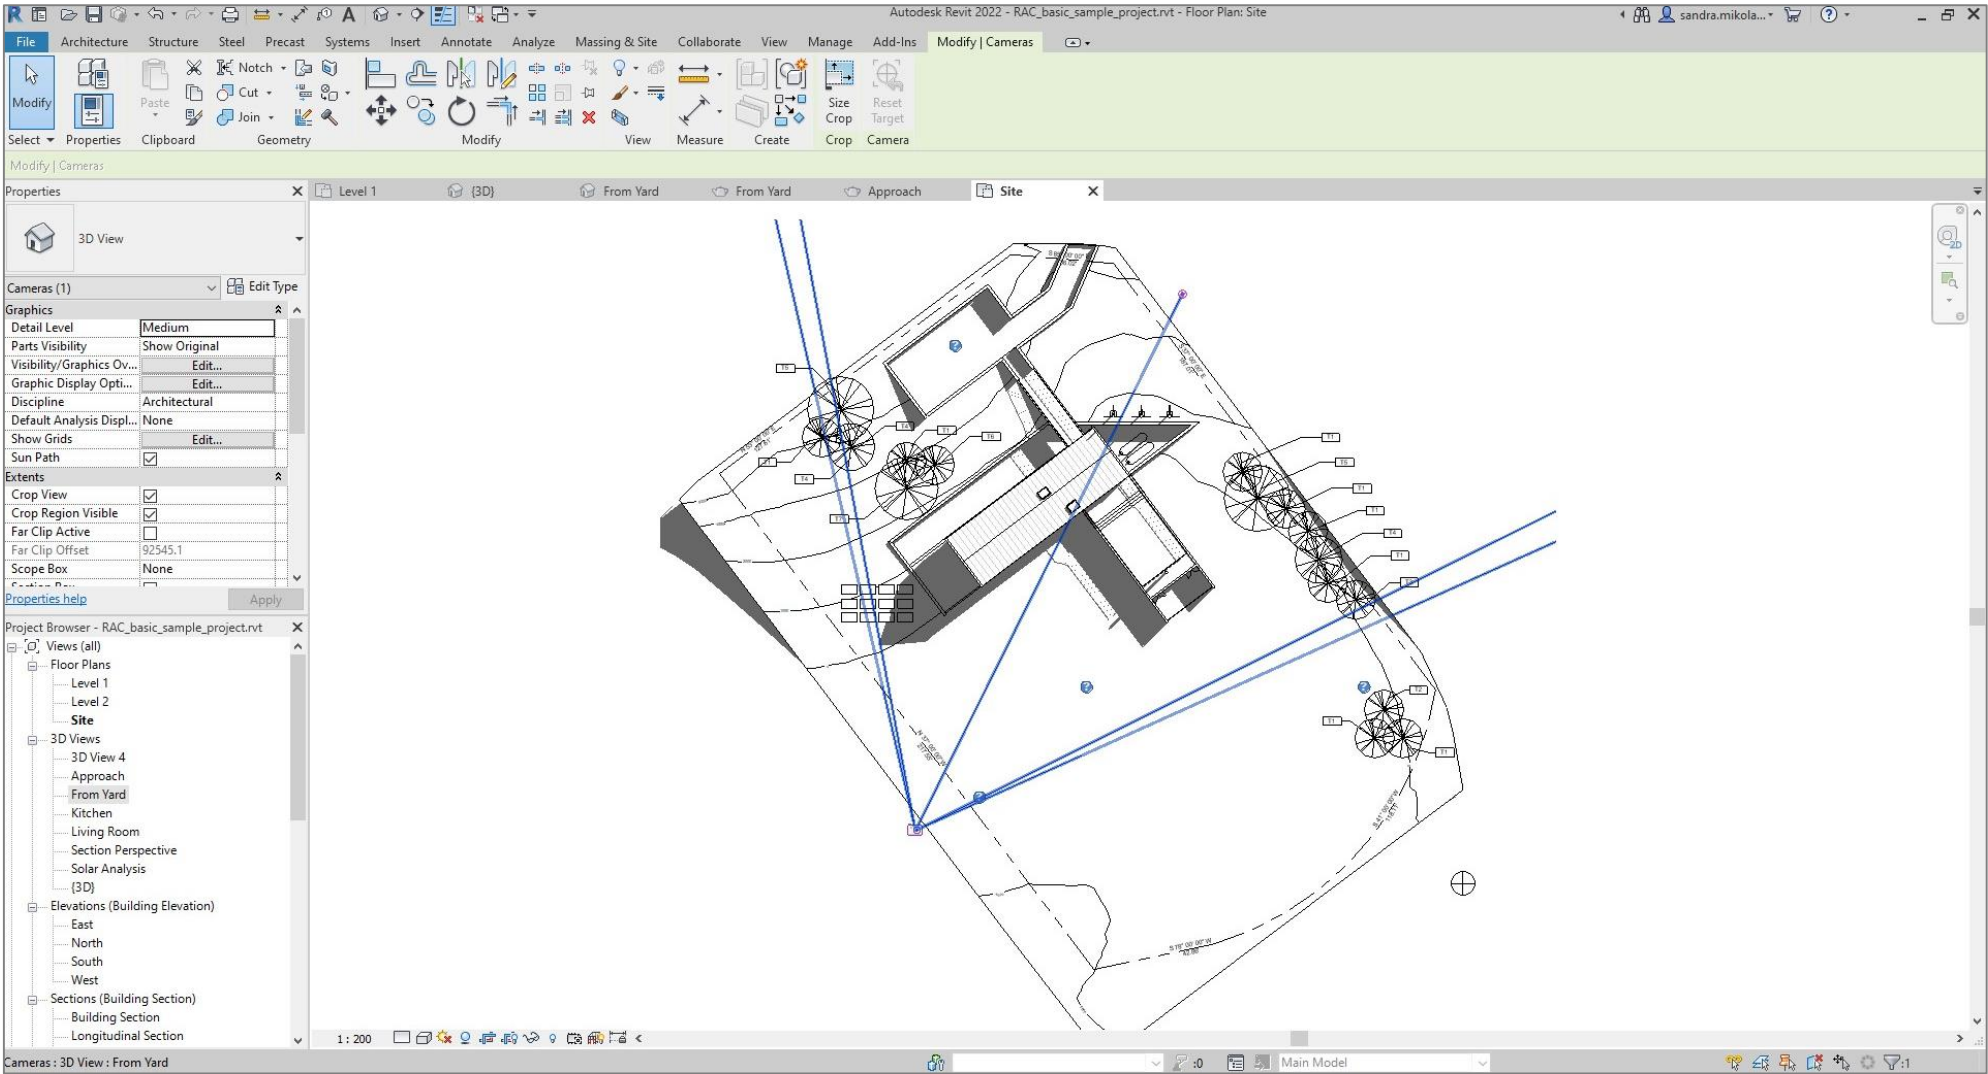 Autodesk Revit 2022 - RAC_basic_sample_project.rvt - Floor Plan: Site
sandra.mikola...
File Architecture Structure Steel Precast Systems Insert Annotate Analyze Massing & Site Collaborate View Manage Add-Ins Modify | Cameras
Modify
Paste
Notch
Cut
Join
Size Crop
Reset Target
Select Properties Clipboard Geometry Modify View Measure Create Crop Camera
Modify | Cameras
Properties
Level 1 {3D} From Yard From Yard Approach Site
3D View
Cameras (1) Edit Type
Graphics
Detail Level Medium
Parts Visibility Show Original
Visibility/Graphics Ov... Edit...
Graphic Display Opti... Edit...
Discipline Architectural
Default Analysis Displ... None
Show Grids Edit...
Sun Path
Extents
Crop View
Crop Region Visible
Far Clip Active
Far Clip Offset 92545.1
Scope Box None
Properties help Apply
Project Browser - RAC_basic_sample_project.rvt
Views (all)
Floor Plans
Level 1
Level 2
Site
3D Views
3D View 4
Approach
From Yard
Kitchen
Living Room
Section Perspective
Solar Analysis
{3D}
Elevations (Building Elevation)
East
North
South
West
Sections (Building Section)
Building Section
Longitudinal Section
1 : 200
Cameras : 3D View : From Yard
:0
Main Model
:1